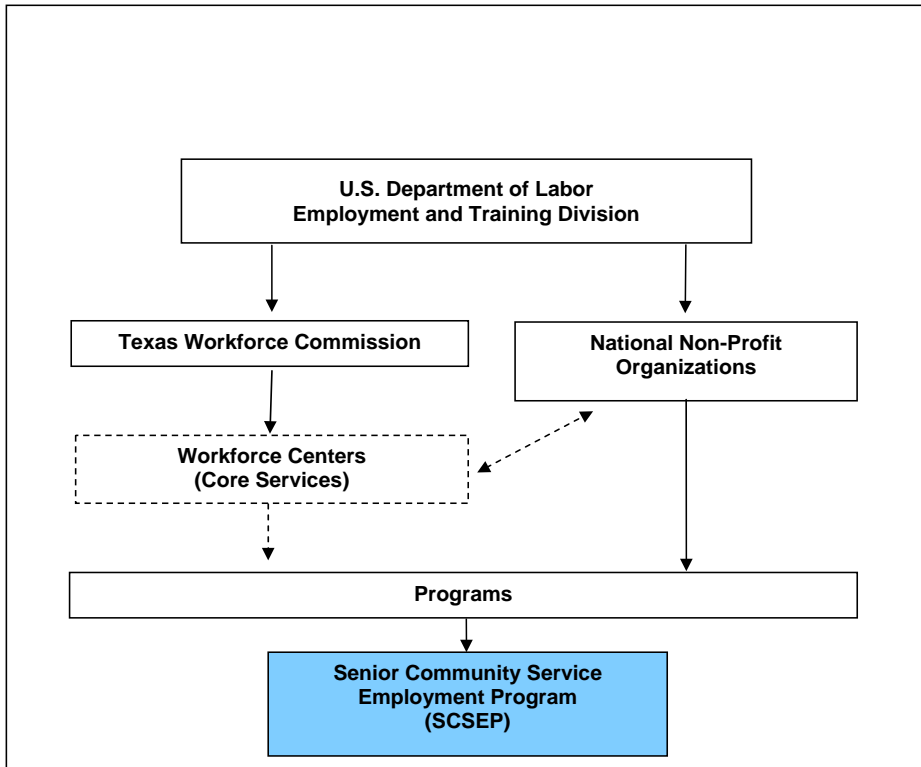 U.S. Department of Labor
Employment and Training Division
Texas Workforce Commission
National Non-Profit
Organizations
Workforce Centers
(Core Services)
Programs
Senior Community Service
Employment Program
(SCSEP)